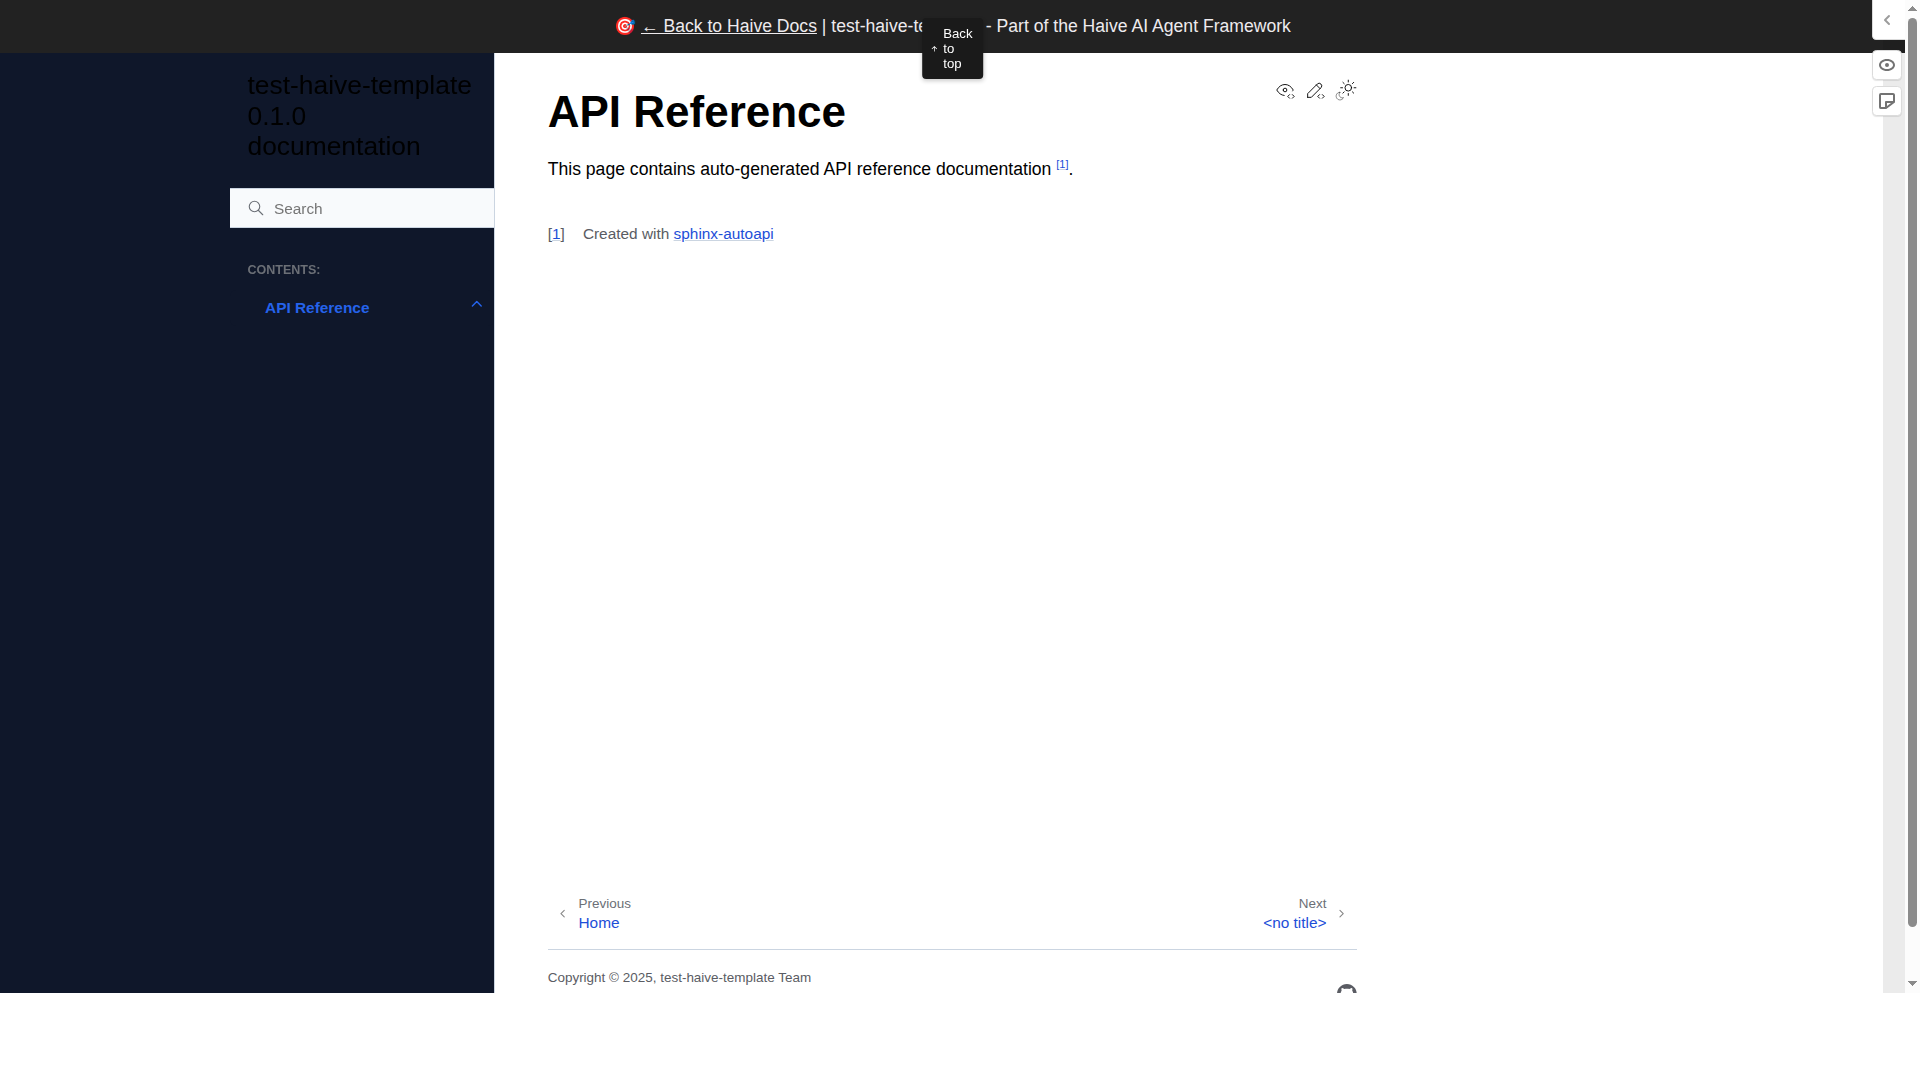 🎯 ← Back to Haive Docs | test-haive-te - Part of the Haive AI Agent Framework
Back
to
top
test-haive-template
0.1.0
documentation
Search
CONTENTS:
API Reference
API Reference
This page contains auto-generated API reference documentation [1].
[1] Created with sphinx-autoapi
Previous
Home
Next
<no title>
Copyright © 2025, test-haive-template Team